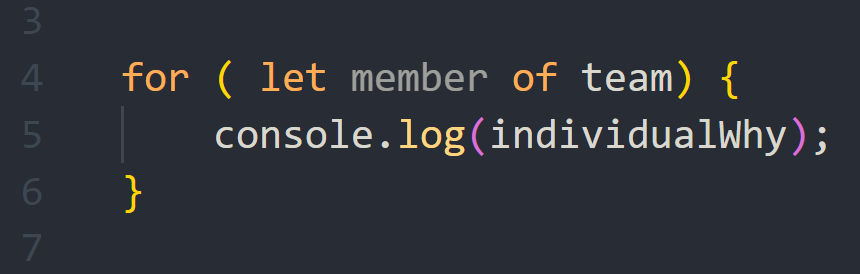 3
4 for ( let member of team) {
5 console.log(individualWhy);
6 }
7